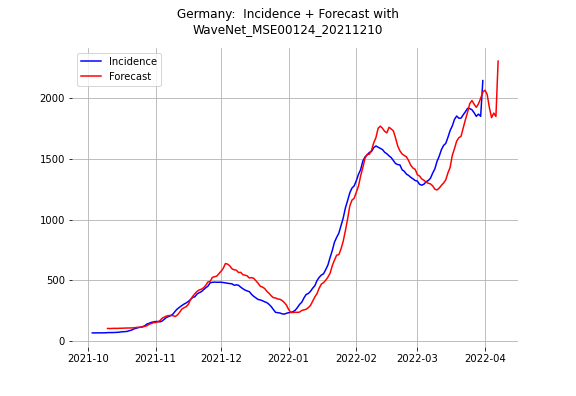 Germany:  Incidence + Forecast with
WaveNet_MSE00124_20211210
Incidence
Forecast
2000
1500
1000
500
0
2021-10 2021-11 2021-12 2022-01 2022-02 2022-03 2022-04